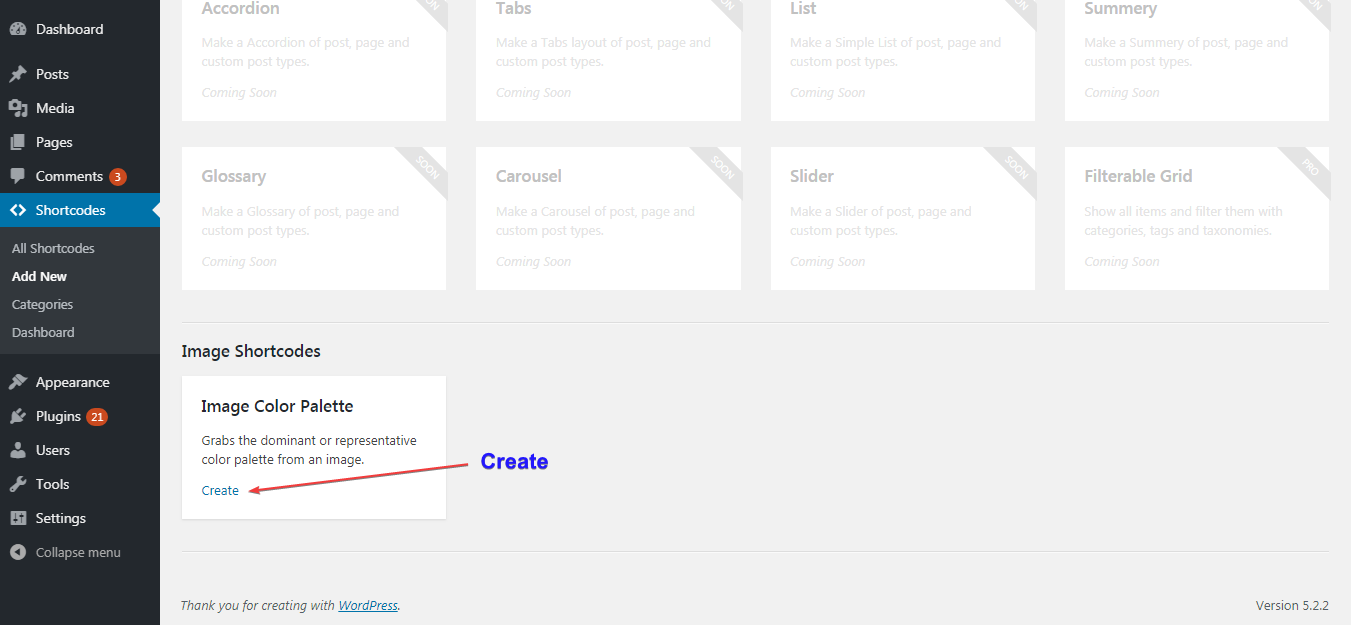 Dashboard
Posts
Media
Pages
Comments 3
Shortcodes
All Shortcodes
Add New
Categories
Dashboard
Appearance
Plugins 21
Users
Tools
Settings
Collapse menu
Accordion
Make a Accordion of post, page and
custom post types.
Coming Soon
Tabs
Make a Tabs layout of post, page and
custom post types.
Coming Soon
List
Make a Simple List of post, page and
custom post types.
Coming Soon
Summery
Make a Summery of post, page and
custom post types.
Coming Soon
Glossary
SOON
Make a Glossary of post, page and
custom post types.
Coming Soon
Carousel
SOON
Make a Carousel of post, page and
custom post types.
Coming Soon
Slider
SOON
Make a Slider of post, page and
custom post types.
Coming Soon
Filterable Grid
PRO
Show all items and filter them with
categories, tags and taxonomies.
Coming Soon
Image Shortcodes
Image Color Palette
Grabs the dominant or representative
color palette from an image.
Create
Create
Thank you for creating with WordPress.
Version 5.2.2